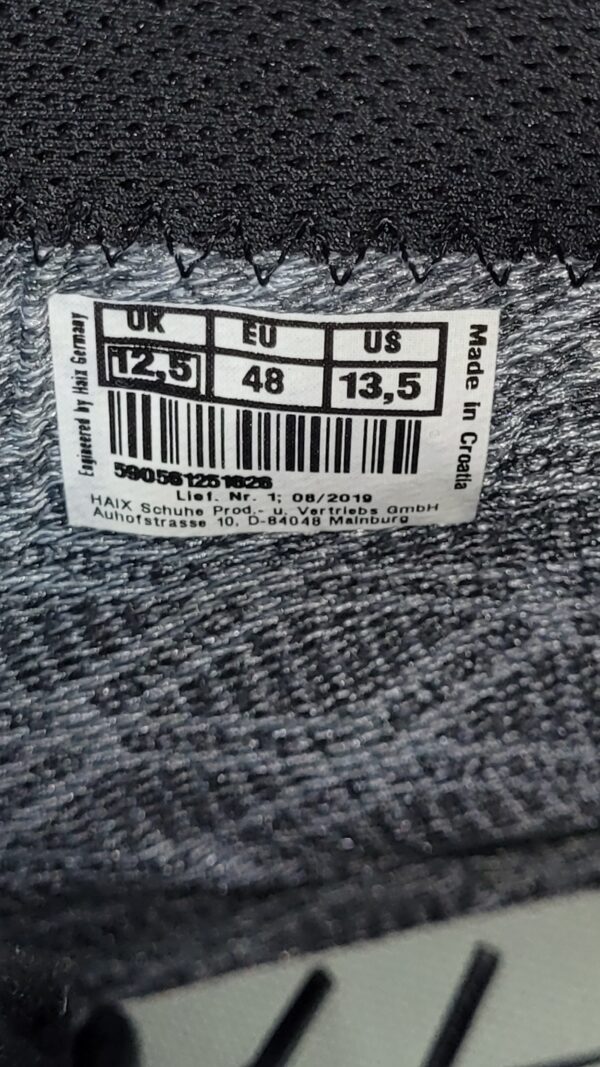 Engineered by Haix Germany
UK EU US
12,5 48 13,5
590561251626
Lief. Nr. 1; 08/2019
HAIX Schuhe Prod.- u. Vertriebs GmbH
Auhofstrasse 10, D-84048 Mainburg
Made in Croatia